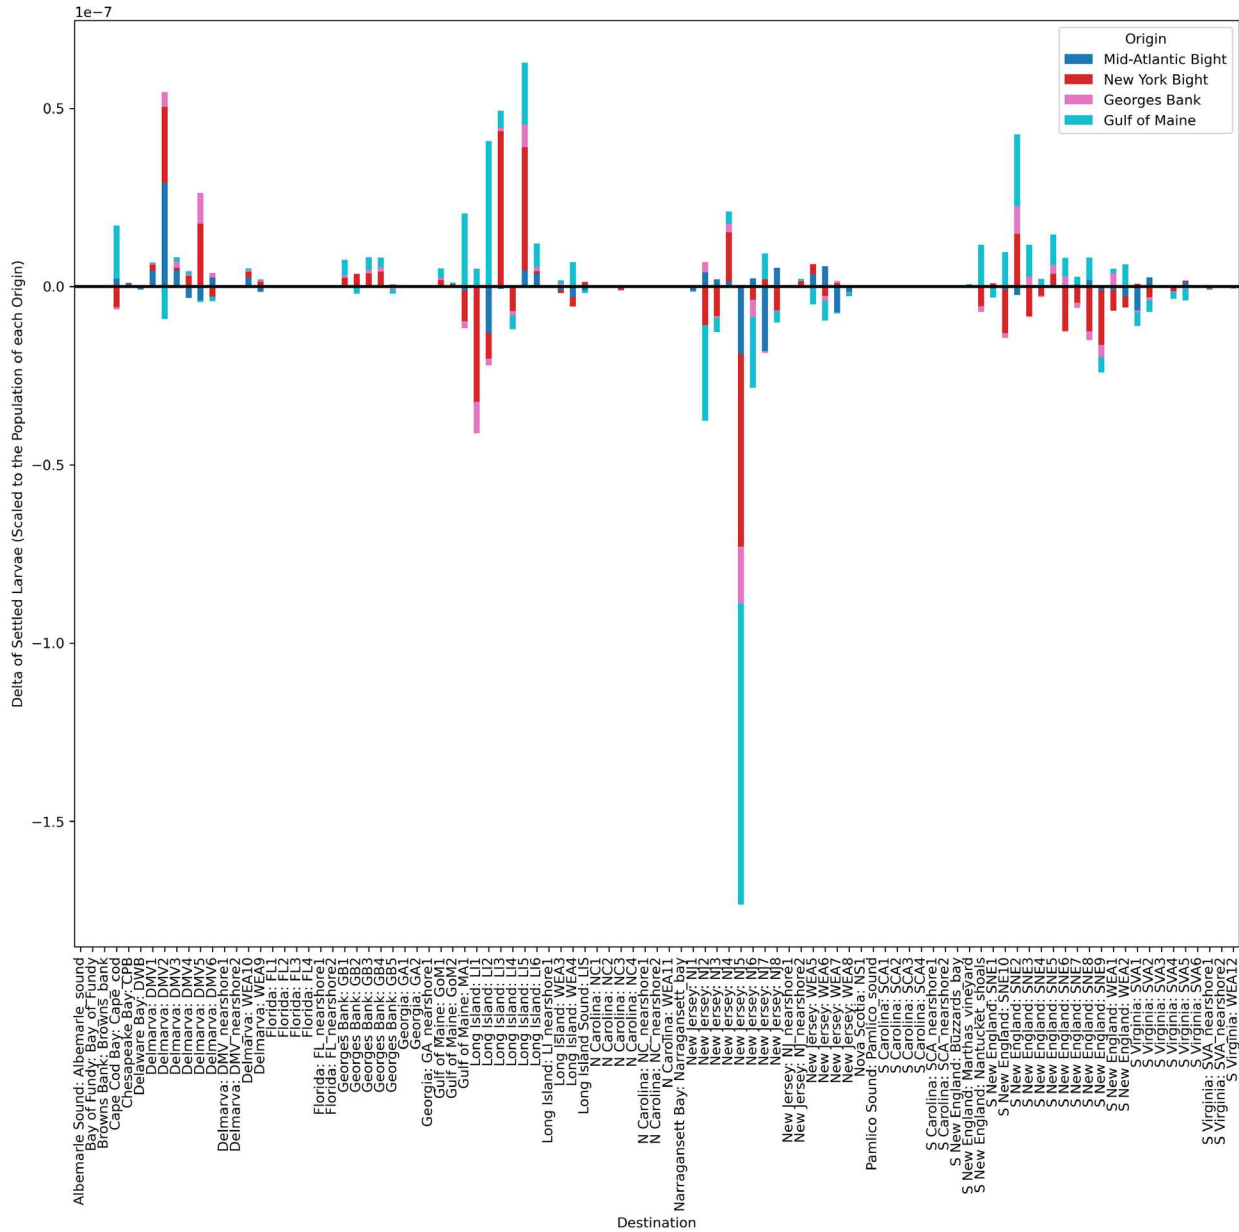 1e−7
Origin
Mid-Atlantic Bight
New York Bight
Georges Bank
Gulf of Maine
0.5
0.0
−0.5
−1.0
−1.5
Delta of Settled Larvae (Scaled to the Population of each Origin)
Albemarle Sound: Albemarle_sound
Bay of Fundy: Bay_of_Fundy
Browns Bank: Browns_bank
Cape Cod Bay: Cape_cod
Chesapeake Bay: CPB
Delaware Bay: DWB
Delmarva: DMV1
Delmarva: DMV2
Delmarva: DMV3
Delmarva: DMV4
Delmarva: DMV5
Delmarva: DMV6
Delmarva: DMV_nearshore1
Delmarva: DMV_nearshore2
Delmarva: WEA10
Delmarva: WEA9
Florida: FL1
Florida: FL2
Florida: FL3
Florida: FL4
Florida: FL_nearshore1
Florida: FL_nearshore2
Georges Bank: GB1
Georges Bank: GB2
Georges Bank: GB3
Georges Bank: GB4
Georges Bank: GB5
Georgia: GA1
Georgia: GA2
Georgia: GA_nearshore1
Gulf of Maine: GoM1
Gulf of Maine: GoM2
Gulf of Maine: MA1
Long Island: LI1
Long Island: LI2
Long Island: LI3
Long Island: LI4
Long Island: LI5
Long Island: LI6
Long Island: LI_nearshore1
Long Island: WEA3
Long Island: WEA4
Long Island Sound: LIS
N Carolina: NC1
N Carolina: NC2
N Carolina: NC3
N Carolina: NC4
N Carolina: NC_nearshore1
N Carolina: NC_nearshore2
N Carolina: WEA11
Narragansett Bay: Narragansett_bay
New Jersey: NJ1
New Jersey: NJ2
New Jersey: NJ3
New Jersey: NJ4
New Jersey: NJ5
New Jersey: NJ6
New Jersey: NJ7
New Jersey: NJ8
New Jersey: NJ_nearshore1
New Jersey: NJ_nearshore2
New Jersey: WEA5
New Jersey: WEA6
New Jersey: WEA7
New Jersey: WEA8
Nova Scotia: NS1
Pamlico Sound: Pamlico_sound
S Carolina: SCA1
S Carolina: SCA2
S Carolina: SCA3
S Carolina: SCA4
S Carolina: SCA_nearshore1
S Carolina: SCA_nearshore2
S New England: Buzzards_bay
S New England: Marthas_vineyard
S New England: Nantucket_shoals
S New England: SNE1
S New England: SNE10
S New England: SNE2
S New England: SNE3
S New England: SNE4
S New England: SNE5
S New England: SNE6
S New England: SNE7
S New England: SNE8
S New England: SNE9
S New England: WEA1
S New England: WEA2
S Virginia: SVA1
S Virginia: SVA2
S Virginia: SVA3
S Virginia: SVA4
S Virginia: SVA5
S Virginia: SVA6
S Virginia: SVA_nearshore1
S Virginia: SVA_nearshore2
S Virginia: WEA12
Destination